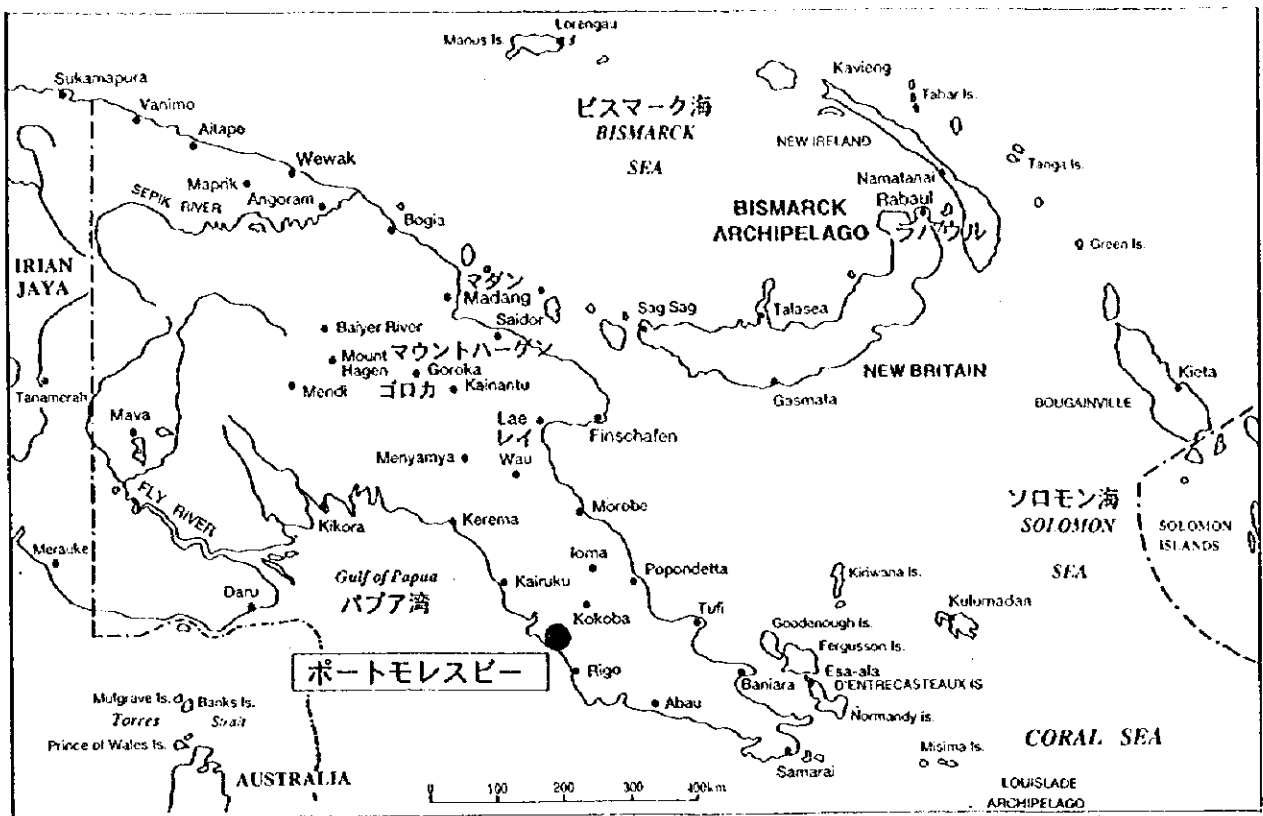 Lorengau
Manus Is.
Kavieng
Sukamapura
Tabar Is.
Vanimo
ビスマーク海
BISMARCK
SEA
Aitape
NEW IRELAND
Wewak
Tanga Is.
Maprik
Namatanai
SEPIK RIVER
Angoram
Rabaul
ラバウル
BISMARCK
ARCHIPELAGO
Bogia
Green Is.
IRIAN
JAYA
マダン
Madang
Sag Sag
Talasea
Saidor
Baiyer River
Mount
Hagen
マウントハーゲン
Goroka
ゴロカ
Kainantu
Mendi
NEW BRITAIN
Kieta
Tanamerah
Gasmata
BOUGAINVILLE
Mava
Lae
レイ
Finschafen
Menyamya
Wau
FLY RIVER
Morobe
ソロモン海
SOLOMON
SEA
SOLOMON
ISLANDS
Kikora
Kerema
Merauke
Ioma
Gulf of Papua
パプア湾
Kairuku
Popondetta
Kiriwana Is.
Daru
Kokoba
Tufi
Kulumadan
Goodenough Is.
Fergusson Is.
ポートモレスビー
Rigo
Esa-ala
Baniara
D'ENTRECASTEAUX IS
Mulgrave Is.
Banks Is.
Torres Strait
Abau
Normandy is.
Prince of Wales Is.
Misima Is.
CORAL SEA
Samarai
AUSTRALIA
0 100 200 300 400km
LOUISLADE
ARCHIPELAGO